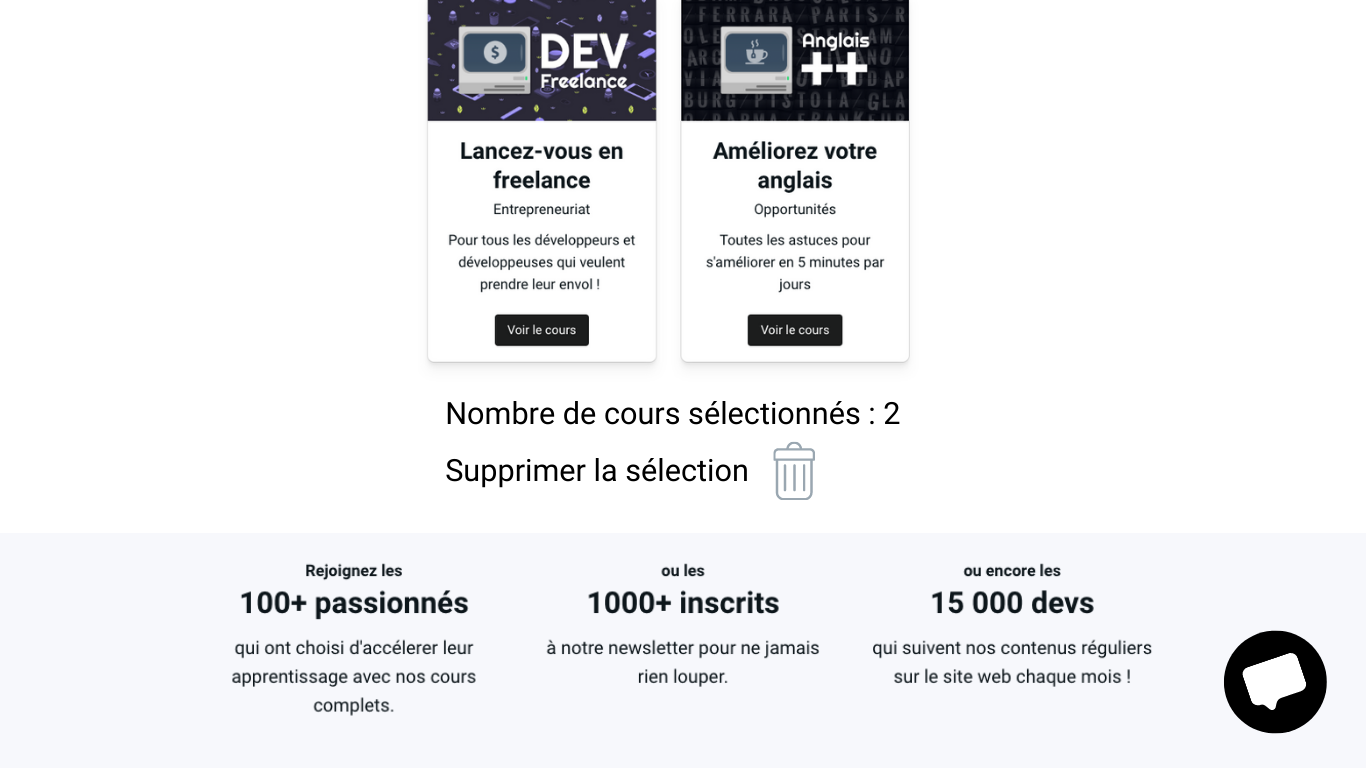 DEV
Freelance
Anglais
++
FERRARA/PARIS/R
BURG/PISTOIA/GLA
Lancez-vous en
freelance
Entrepreneuriat
Pour tous les développeurs et
développeuses qui veulent
prendre leur envol !
Voir le cours
Améliorez votre
anglais
Opportunités
Toutes les astuces pour
s'améliorer en 5 minutes par
jours
Voir le cours
Nombre de cours sélectionnés : 2
Supprimer la sélection
Rejoignez les
100+ passionnés
qui ont choisi d'accélerer leur
apprentissage avec nos cours
complets.
ou les
1000+ inscrits
à notre newsletter pour ne jamais
rien louper.
ou encore les
15 000 devs
qui suivent nos contenus réguliers
sur le site web chaque mois !